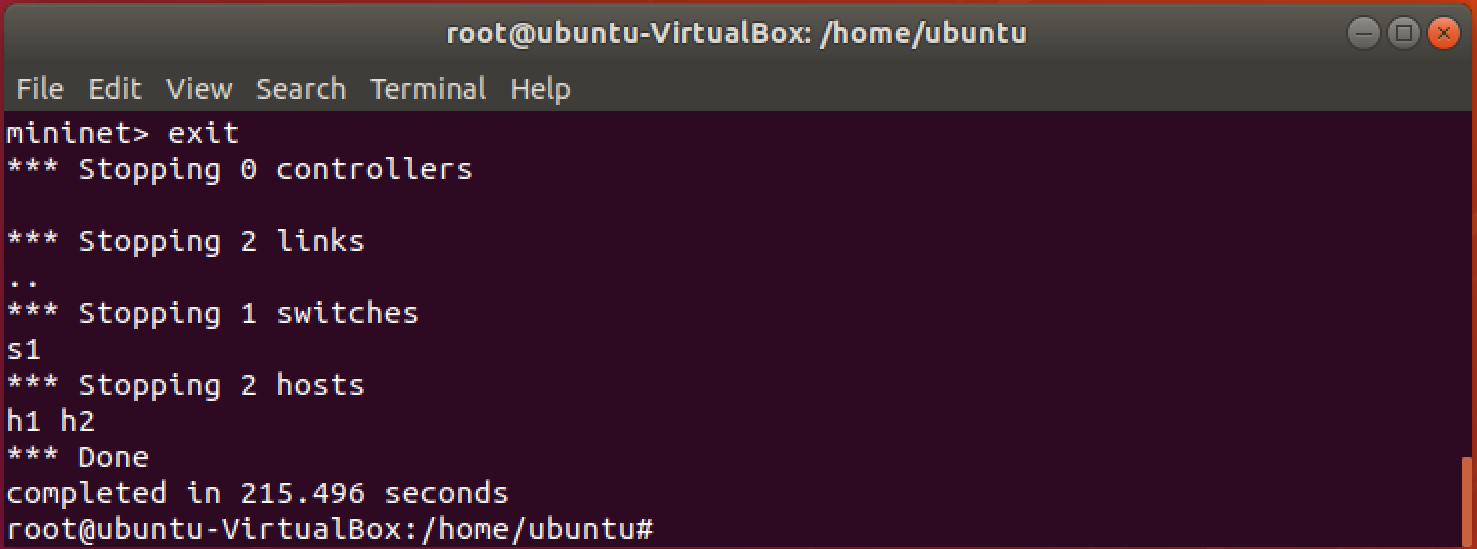 root@ubuntu-VirtualBox: /home/ubuntu
File Edit View Search Terminal Help
mininet> exit
*** Stopping 0 controllers

*** Stopping 2 links
..
*** Stopping 1 switches
s1
*** Stopping 2 hosts
h1 h2
*** Done
completed in 215.496 seconds
root@ubuntu-VirtualBox:/home/ubuntu#